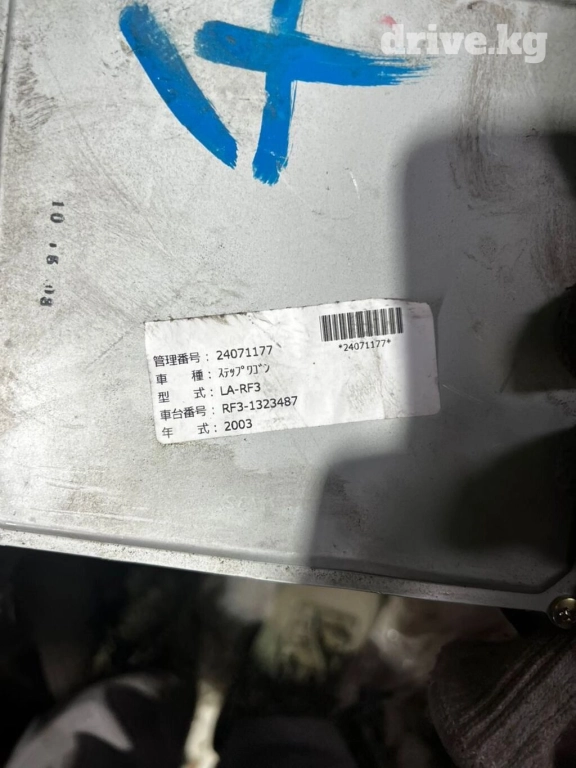 drive.kg
10.6.08
*24071177*
管理番号: 24071177
車 種: ｽﾃｯﾌﾟﾜｺﾞﾝ
型 式: LA-RF3
車台番号: RF3-1323487
年 式: 2003